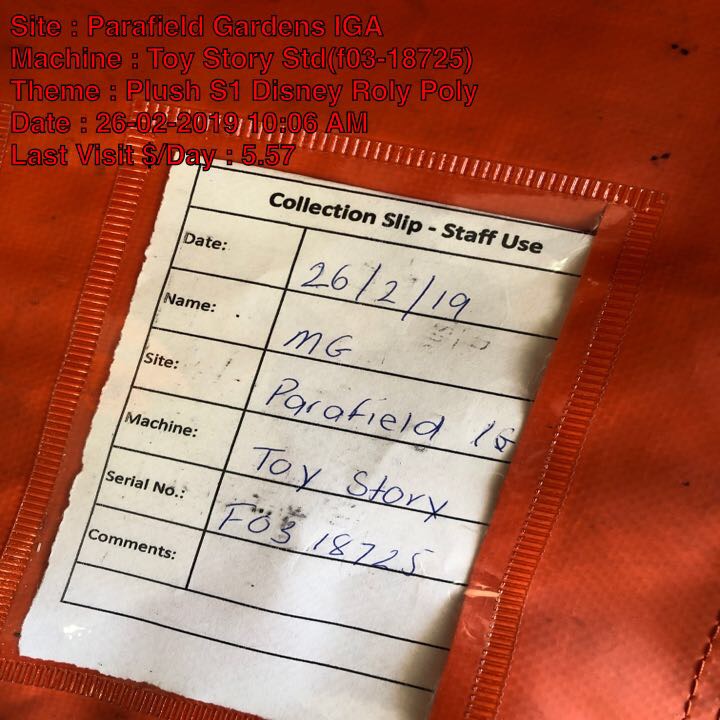 Site : Parafield Gardens IGA
Machine : Toy Story Std(f03-18725)
Theme : Plush S1 Disney Roly Poly
Date : 26-02-2019 10:06 AM
Last Visit $/Day : 5.57
Collection Slip - Staff Use
Date: 26/2/19
Name: MG
Site: Parafield IG
Machine: Toy Story
Serial No.: F03 18725
Comments: